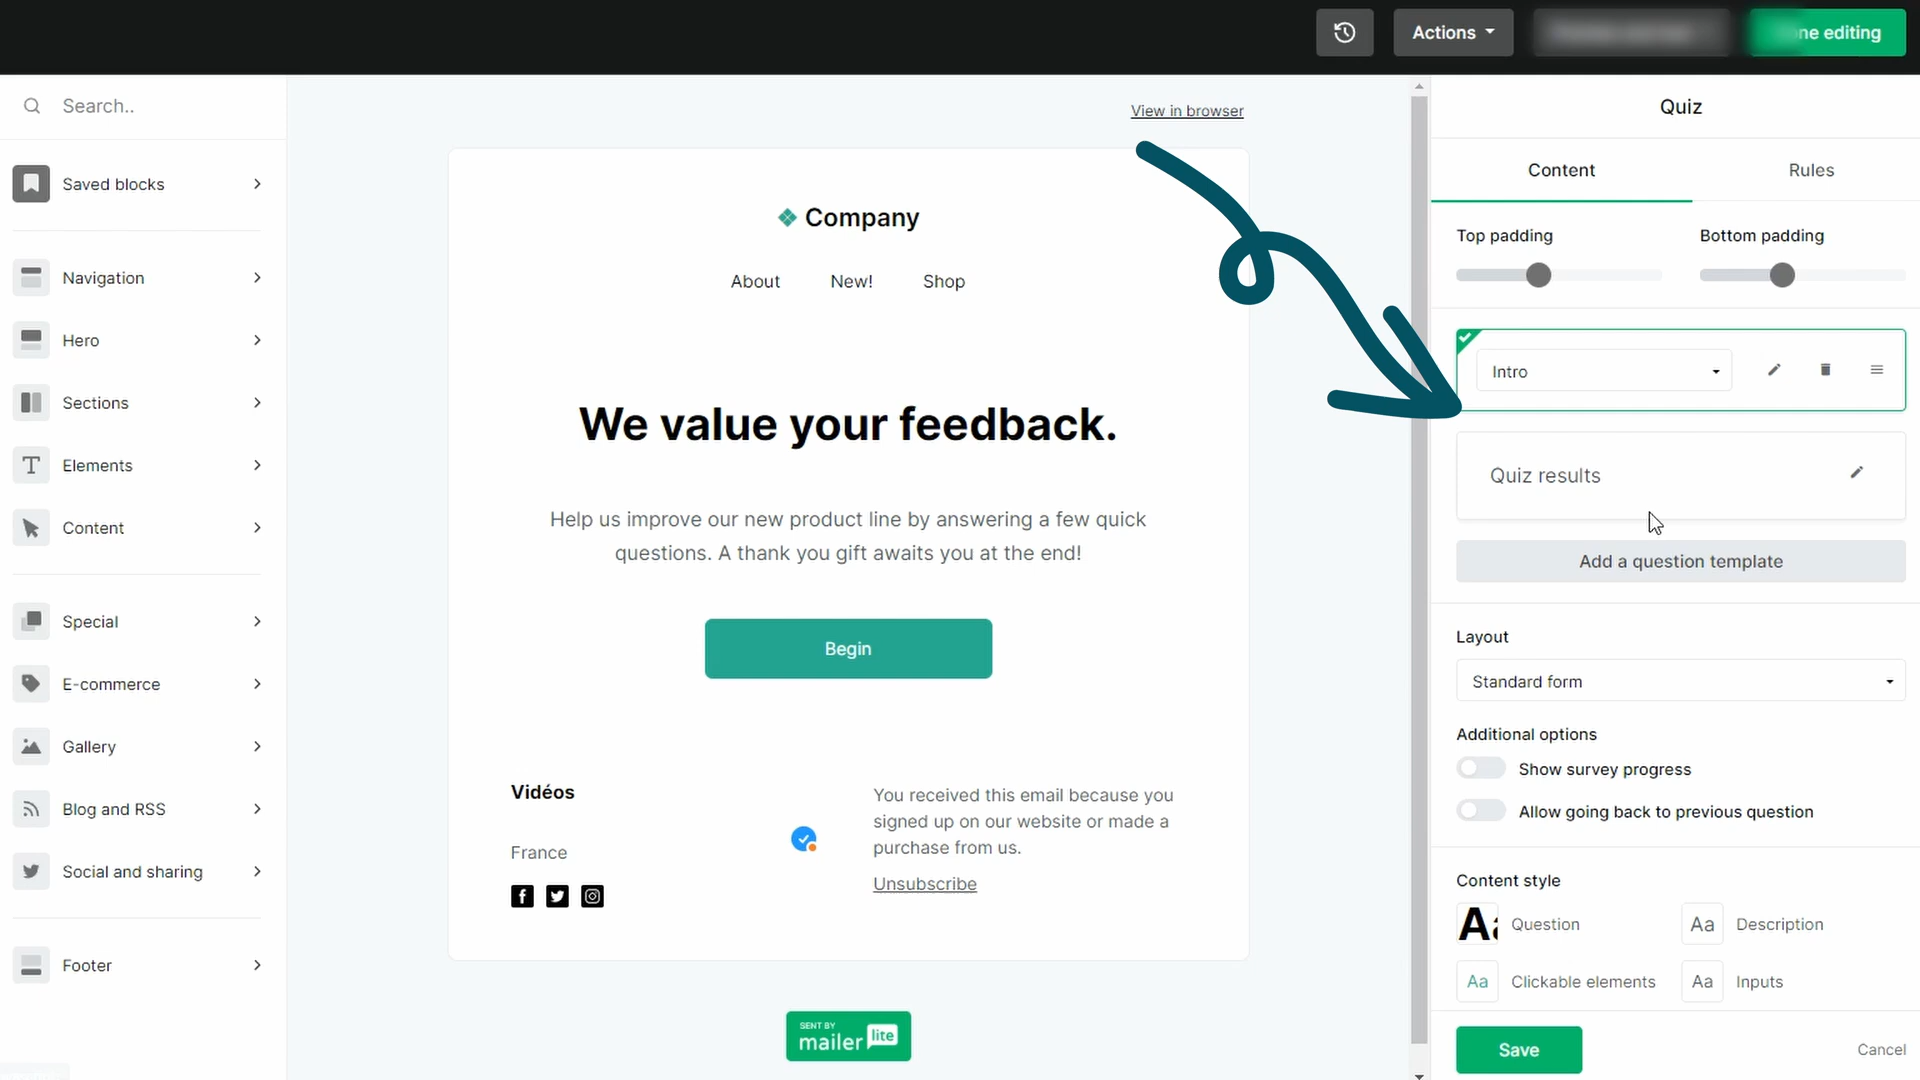 Actions
ne editing
Search..
Saved blocks
Navigation
Hero
Sections
Elements
Content
Special
E-commerce
Gallery
Blog and RSS
Social and sharing
Footer
View in browser
Company
About New! Shop
We value your feedback.
Help us improve our new product line by answering a few quick
questions. A thank you gift awaits you at the end!
Begin
Vidéos
France
You received this email because you
signed up on our website or made a
purchase from us.
Unsubscribe
SENT BY
mailer lite
Quiz
Content Rules
Top padding Bottom padding
Intro
Quiz results
Add a question template
Layout
Standard form
Additional options
Show survey progress
Allow going back to previous question
Content style
Aa Question Aa Description
Aa Clickable elements Aa Inputs
Save Cancel